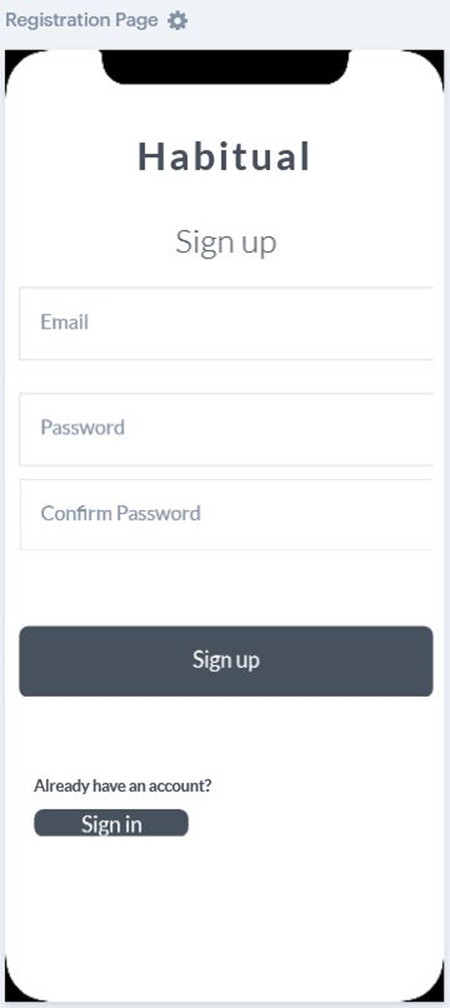 Registration Page
Habitual
Sign up
Email
Password
Confirm Password
Sign up
Already have an account?
Sign in